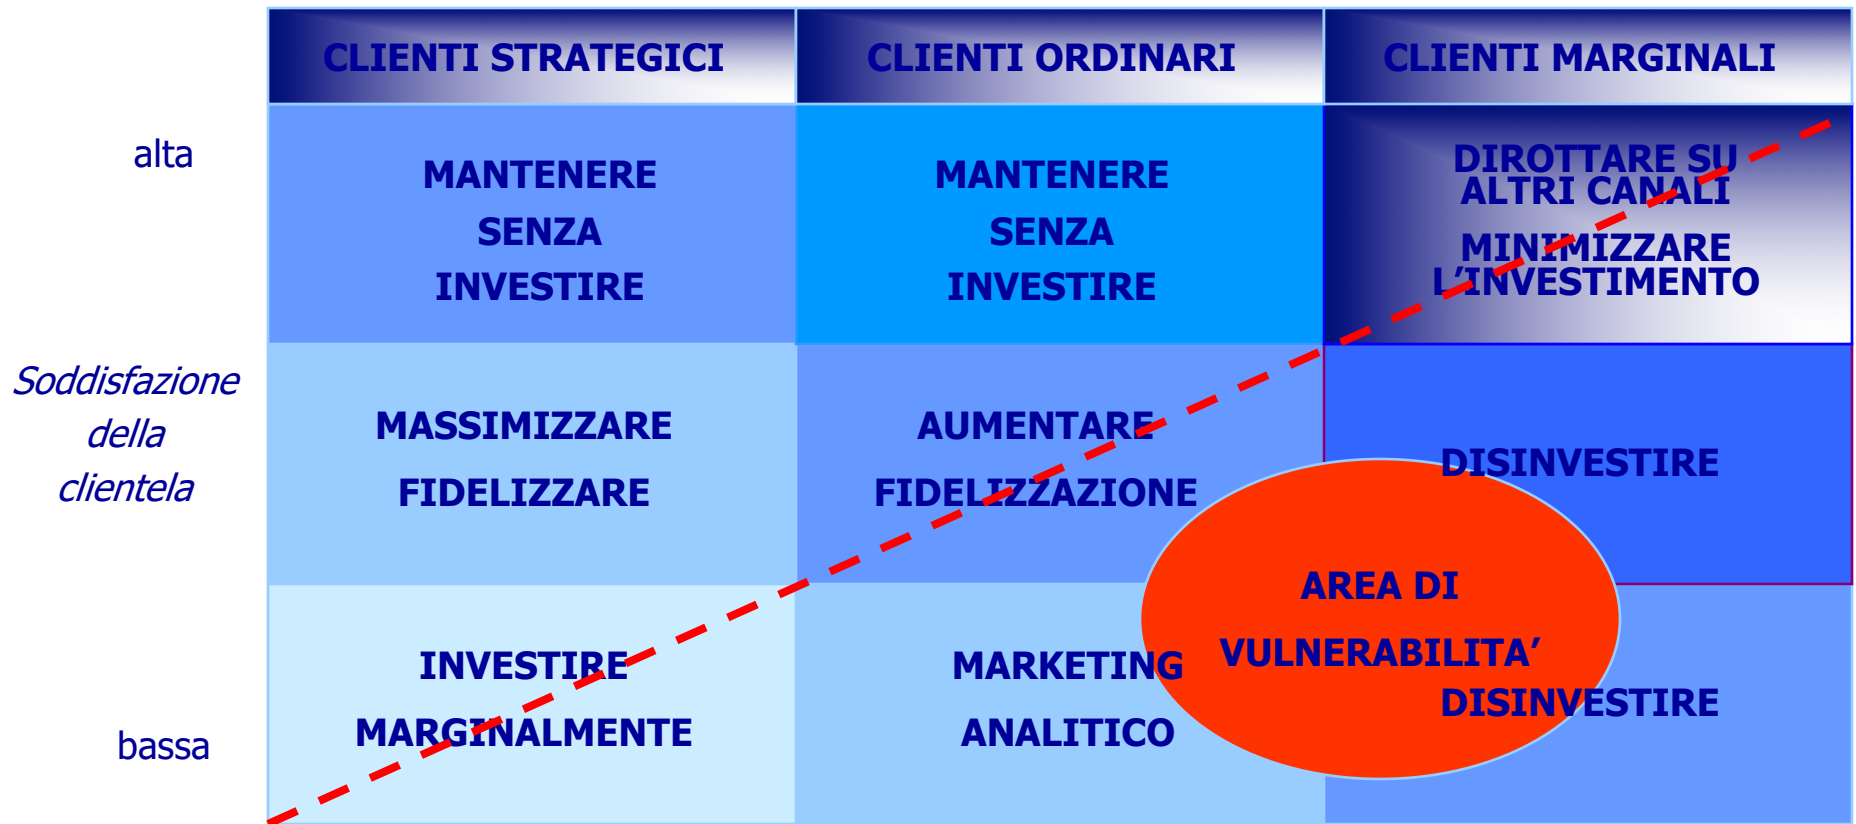 CLIENTI STRATEGICI
CLIENTI ORDINARI
CLIENTI MARGINALI
alta
MANTENERE
SENZA
INVESTIRE
MANTENERE
SENZA
INVESTIRE
DIROTTARE SU
ALTRI CANALI
MINIMIZZARE
L’INVESTIMENTO
Soddisfazione
della
clientela
MASSIMIZZARE
FIDELIZZARE
AUMENTARE
FIDELIZZAZIONE
DISINVESTIRE
AREA DI
VULNERABILITA’
bassa
INVESTIRE
MARGINALMENTE
MARKETING
ANALITICO
DISINVESTIRE